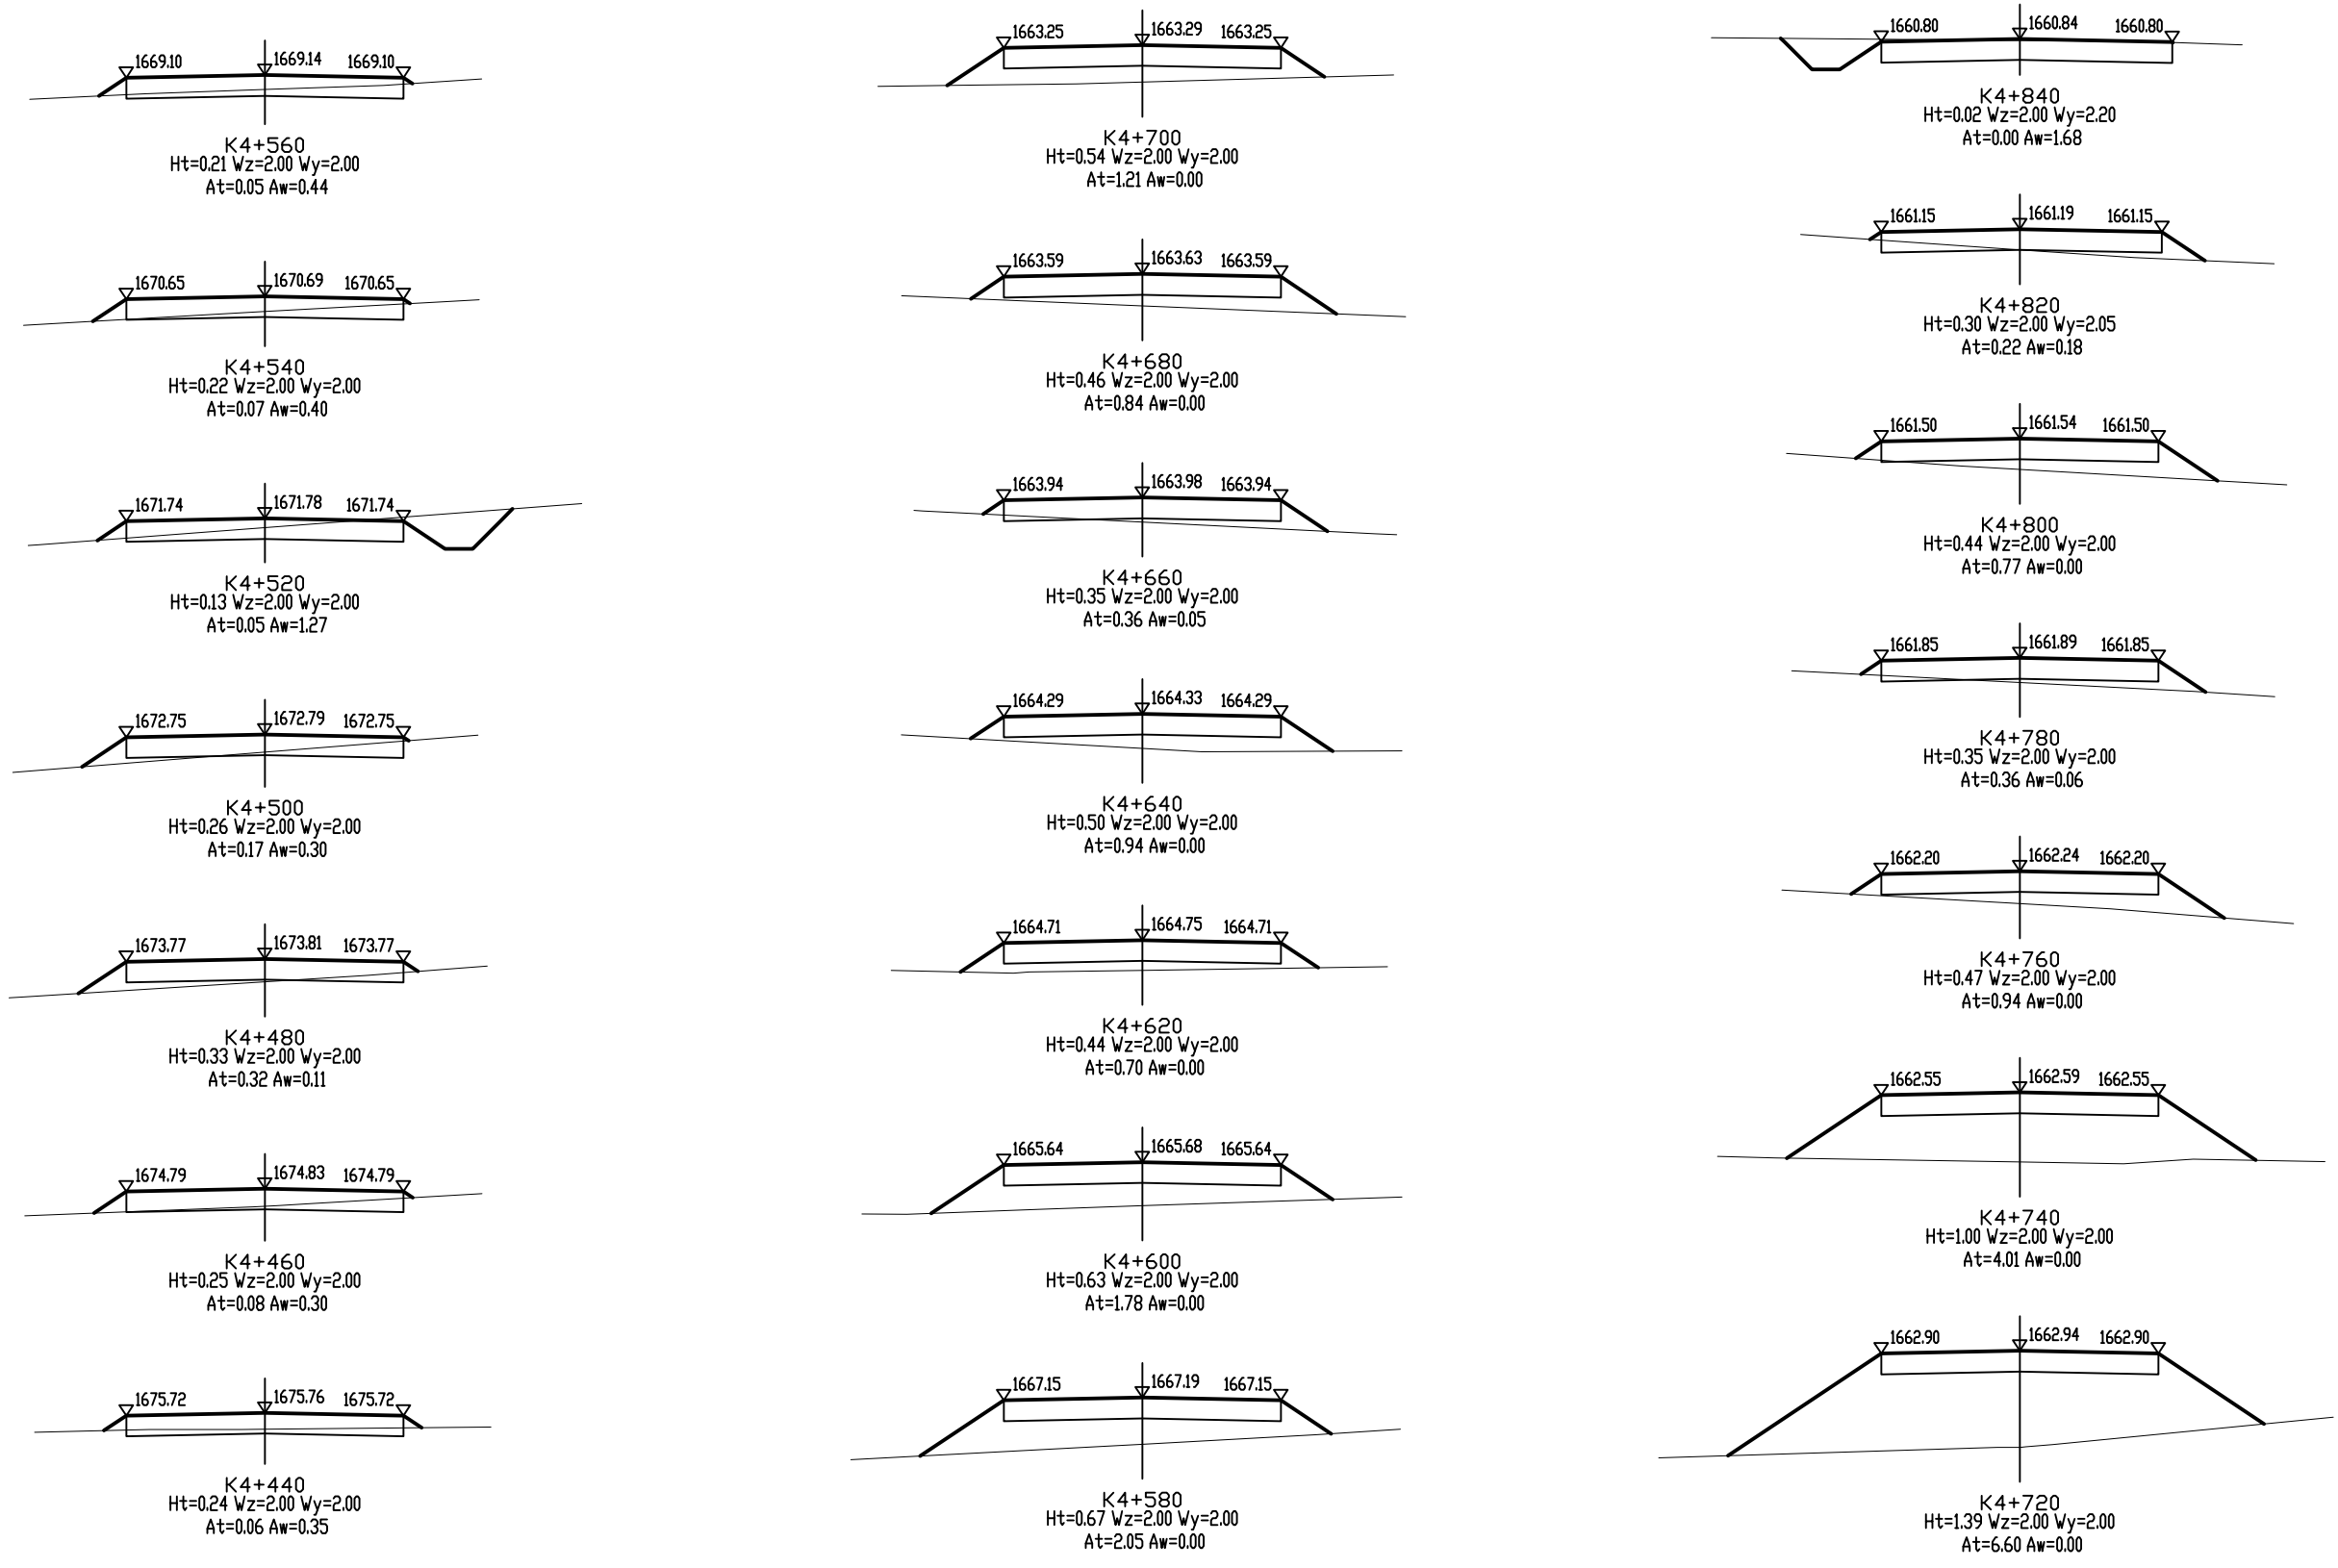 1669.10 1669.14 1669.10
K4+560
Ht=0.21 Wz=2.00 Wy=2.00
At=0.05 Aw=0.44
1670.65 1670.69 1670.65
K4+540
Ht=0.22 Wz=2.00 Wy=2.00
At=0.07 Aw=0.40
1671.74 1671.78 1671.74
K4+520
Ht=0.13 Wz=2.00 Wy=2.00
At=0.05 Aw=1.27
1672.75 1672.79 1672.75
K4+500
Ht=0.26 Wz=2.00 Wy=2.00
At=0.17 Aw=0.30
1673.77 1673.81 1673.77
K4+480
Ht=0.33 Wz=2.00 Wy=2.00
At=0.32 Aw=0.11
1674.79 1674.83 1674.79
K4+460
Ht=0.25 Wz=2.00 Wy=2.00
At=0.08 Aw=0.30
1675.72 1675.76 1675.72
K4+440
Ht=0.24 Wz=2.00 Wy=2.00
At=0.06 Aw=0.35
1663.25 1663.29 1663.25
K4+700
Ht=0.54 Wz=2.00 Wy=2.00
At=1.21 Aw=0.00
1663.59 1663.63 1663.59
K4+680
Ht=0.46 Wz=2.00 Wy=2.00
At=0.84 Aw=0.00
1663.94 1663.98 1663.94
K4+660
Ht=0.35 Wz=2.00 Wy=2.00
At=0.36 Aw=0.05
1664.29 1664.33 1664.29
K4+640
Ht=0.50 Wz=2.00 Wy=2.00
At=0.94 Aw=0.00
1664.71 1664.75 1664.71
K4+620
Ht=0.44 Wz=2.00 Wy=2.00
At=0.70 Aw=0.00
1665.64 1665.68 1665.64
K4+600
Ht=0.63 Wz=2.00 Wy=2.00
At=1.78 Aw=0.00
1667.15 1667.19 1667.15
K4+580
Ht=0.67 Wz=2.00 Wy=2.00
At=2.05 Aw=0.00
1660.80 1660.84 1660.80
K4+840
Ht=0.02 Wz=2.00 Wy=2.20
At=0.00 Aw=1.68
1661.15 1661.19 1661.15
K4+820
Ht=0.30 Wz=2.00 Wy=2.05
At=0.22 Aw=0.18
1661.50 1661.54 1661.50
K4+800
Ht=0.44 Wz=2.00 Wy=2.00
At=0.77 Aw=0.00
1661.85 1661.89 1661.85
K4+780
Ht=0.35 Wz=2.00 Wy=2.00
At=0.36 Aw=0.06
1662.20 1662.24 1662.20
K4+760
Ht=0.47 Wz=2.00 Wy=2.00
At=0.94 Aw=0.00
1662.55 1662.59 1662.55
K4+740
Ht=1.00 Wz=2.00 Wy=2.00
At=4.01 Aw=0.00
1662.90 1662.94 1662.90
K4+720
Ht=1.39 Wz=2.00 Wy=2.00
At=6.60 Aw=0.00